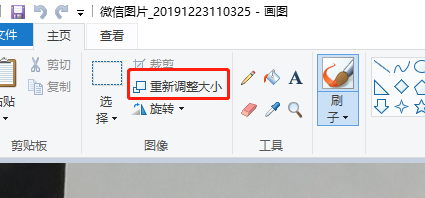 微信图片_20191223110325 - 画图
文件
主页
查看
剪切
复制
粘贴
剪贴板
选择
裁剪
重新调整大小
旋转
图像
A
工具
刷子